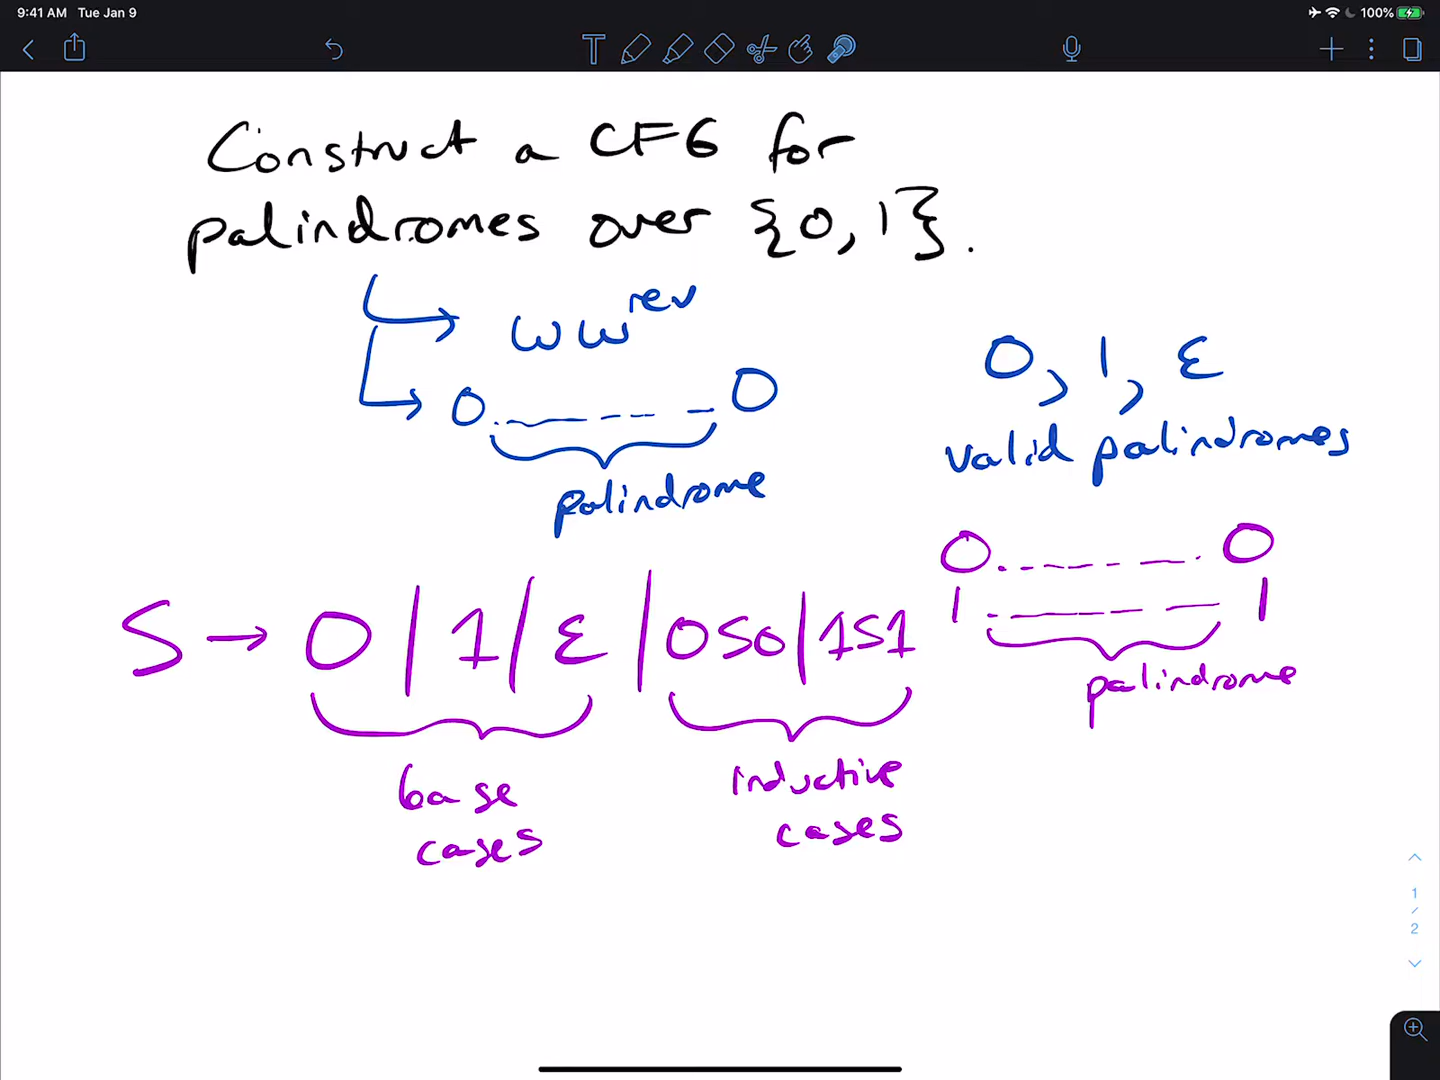 9:41 AM Tue Jan 9
100%
Construct a CFG for
palindromes over {0, 1}.
ww^rev
0 _ _ _ _ 0
palindrome
0, 1, ε
valid palindromes
0 _ _ _ _ 0
1 _ _ _ _ 1
palindrome
S → 0 | 1 | ε | 0S0 | 1S1
base
cases
inductive
cases
1
/
2